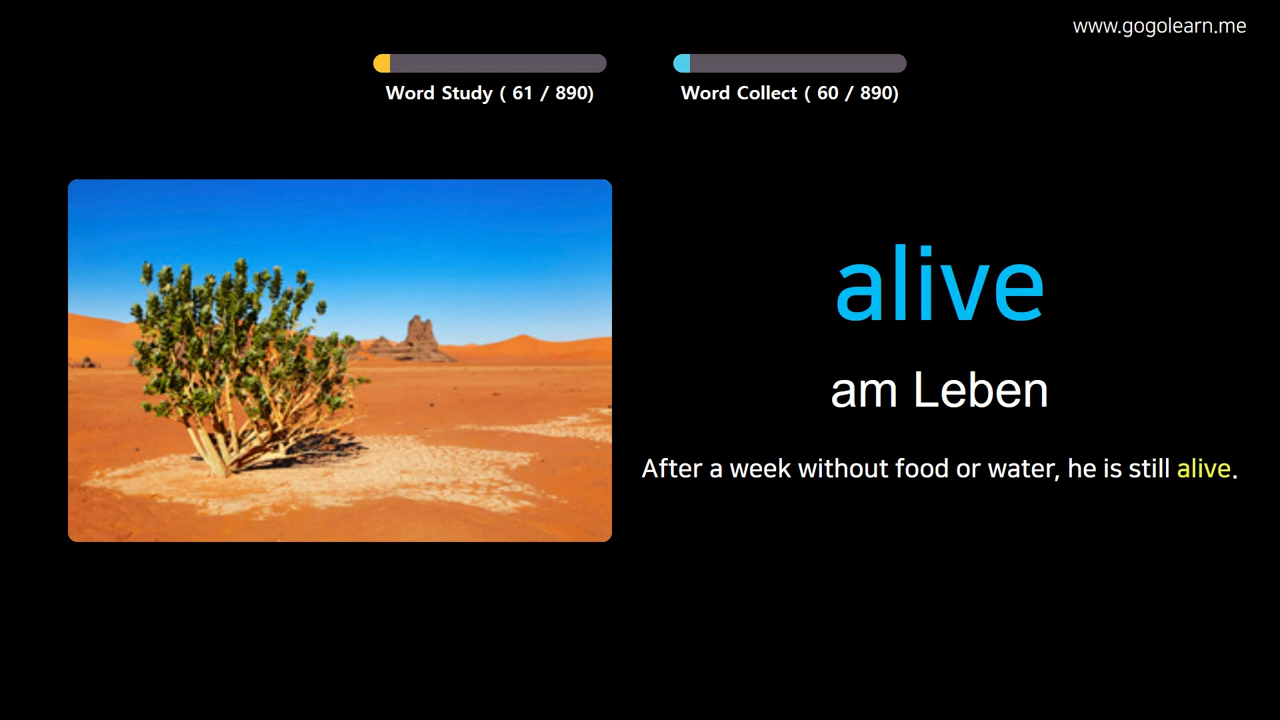 www.gogolearn.me
Word Study ( 61 / 890)
Word Collect ( 60 / 890)
alive
am Leben
After a week without food or water, he is still alive.